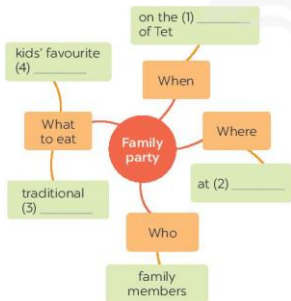 on the (1) ________
of Tet
kids' favourite
(4) ________
When
What
to eat
Family
party
Where
traditional
(3) ________
at (2) ________
Who
family
members